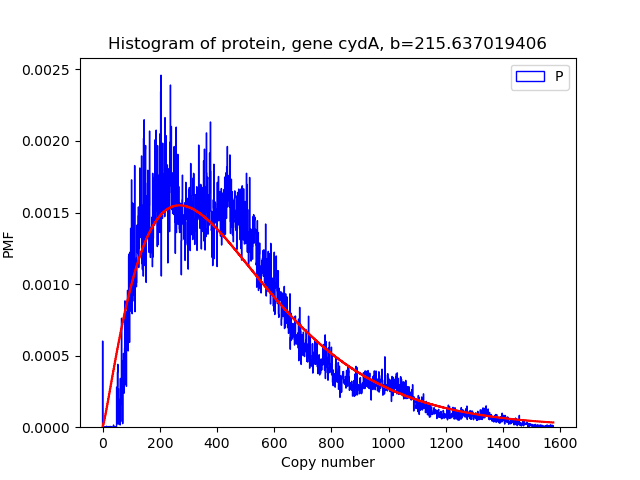 Histogram of protein, gene cydA, b=215.637019406
P
PMF
0.0025
0.0020
0.0015
0.0010
0.0005
0.0000
0 200 400 600 800 1000 1200 1400 1600
Copy number